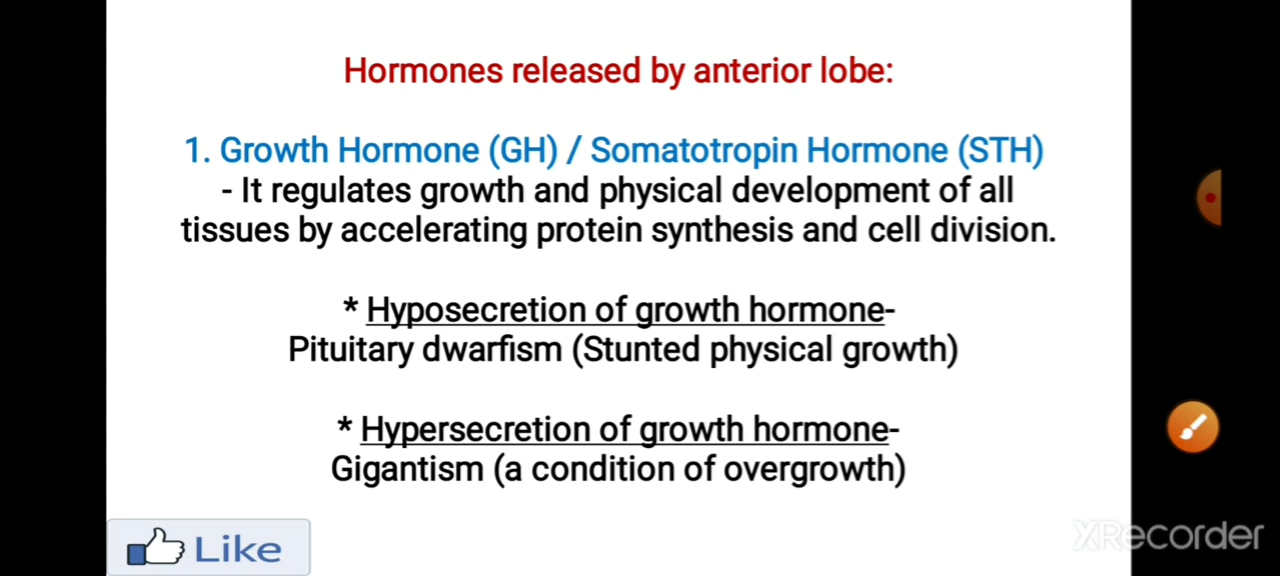 Hormones released by anterior lobe:
1. Growth Hormone (GH) / Somatotropin Hormone (STH)
- It regulates growth and physical development of all
tissues by accelerating protein synthesis and cell division.
* Hyposecretion of growth hormone-
Pituitary dwarfism (Stunted physical growth)
* Hypersecretion of growth hormone-
Gigantism (a condition of overgrowth)
Like
XRecorder